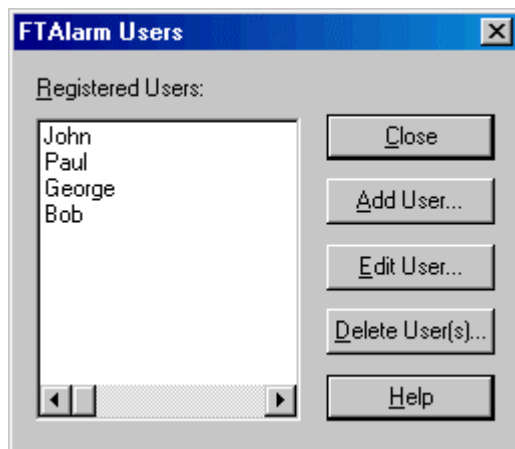 FTAlarm Users
Registered Users:
John
Paul
George
Bob
Close
Add User...
Edit User...
Delete User(s)...
Help